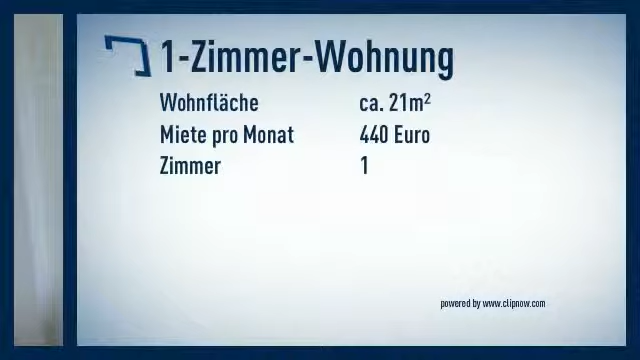 1-Zimmer-Wohnung
Wohnfläche ca. 21m²
Miete pro Monat 440 Euro
Zimmer 1
powered by www.clipnow.com